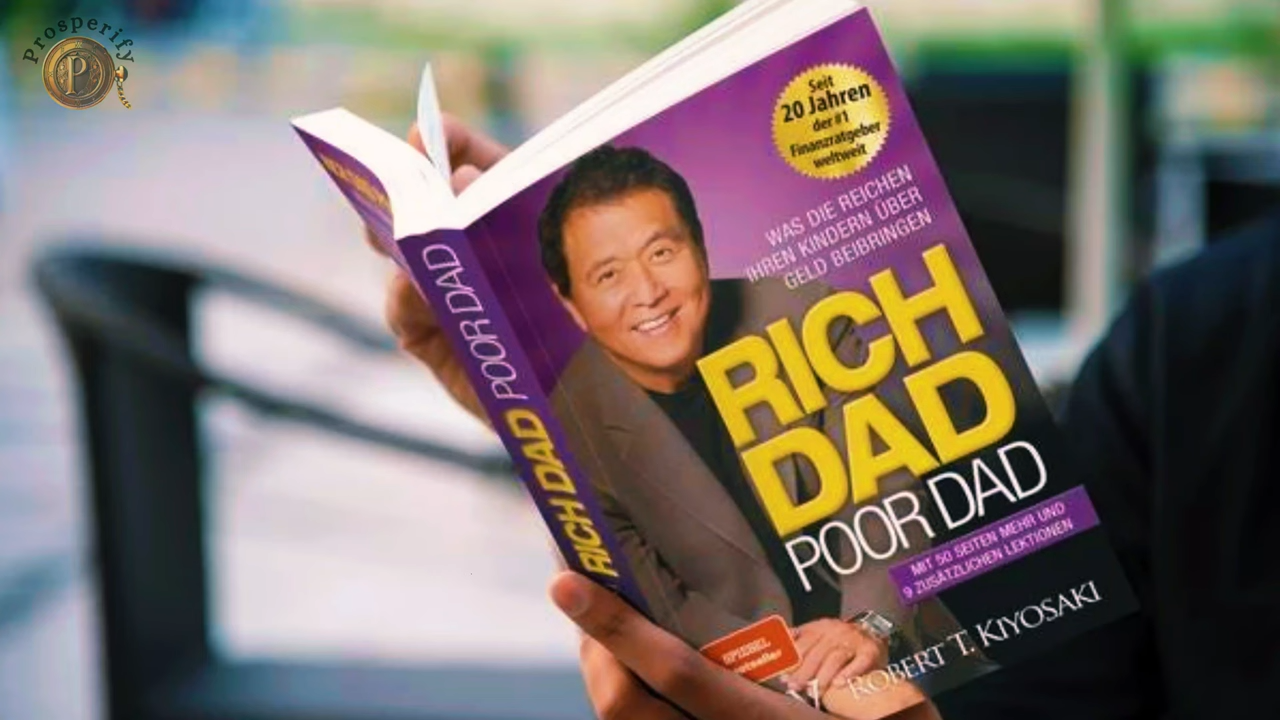 Prosperify
P
Seit
20 Jahren
der #1
Finanzratgeber
weltweit
WAS DIE REICHEN
IHREN KINDERN ÜBER
GELD BEIBRINGEN
RICH
DAD
POOR DAD
MIT 50 SEITEN MEHR UND
9 ZUSÄTZLICHEN LEKTIONEN
ROBERT T. KIYOSAKI
SPIEGEL
RICH DAD POOR DAD